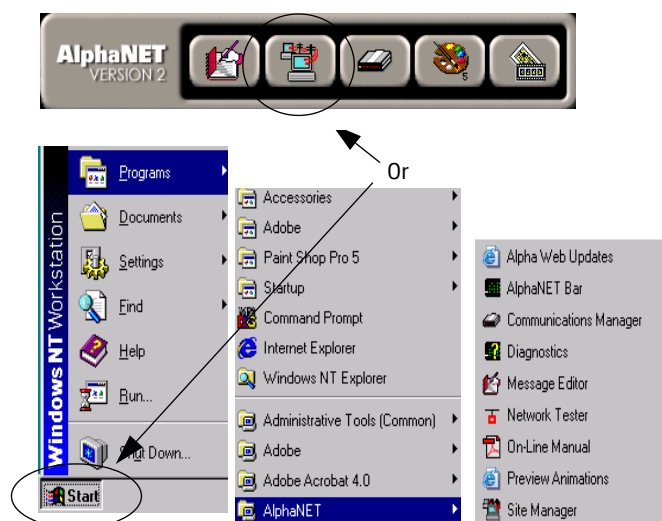 AlphaNET
VERSION 2
5
Or
Windows NT Workstation
Programs
Documents
Settings
Find
Help
Run...
Shut Down...
Start
Accessories
Adobe
Paint Shop Pro 5
Startup
Command Prompt
Internet Explorer
Windows NT Explorer
Administrative Tools (Common)
Adobe
Adobe Acrobat 4.0
AlphaNET
Alpha Web Updates
AlphaNET Bar
Communications Manager
Diagnostics
Message Editor
Network Tester
On-Line Manual
Preview Animations
Site Manager